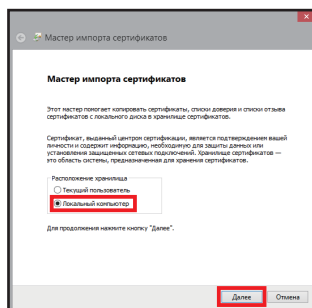 Мастер импорта сертификатов
Мастер импорта сертификатов
Этот мастер помогает копировать сертификаты, списки доверия и списки отзыва
сертификатов с локального диска в хранилище сертификатов.
Сертификат, выданный центром сертификации, является подтверждением вашей
личности и содержит информацию, необходимую для защиты данных или
установления защищенных сетевых подключений. Хранилище сертификатов —
это область системы, предназначенная для хранения сертификатов.
Расположение хранилища
Текущий пользователь
Локальный компьютер
Для продолжения нажмите кнопку "Далее".
Далее Отмена